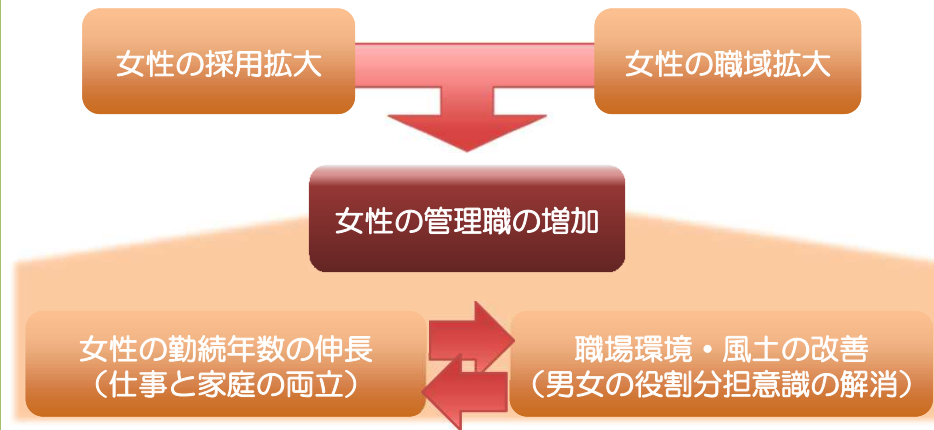 女性の採用拡大
女性の職域拡大
女性の管理職の増加
女性の勤続年数の伸長
（仕事と家庭の両立）
職場環境・風土の改善
（男女の役割分担意識の解消）